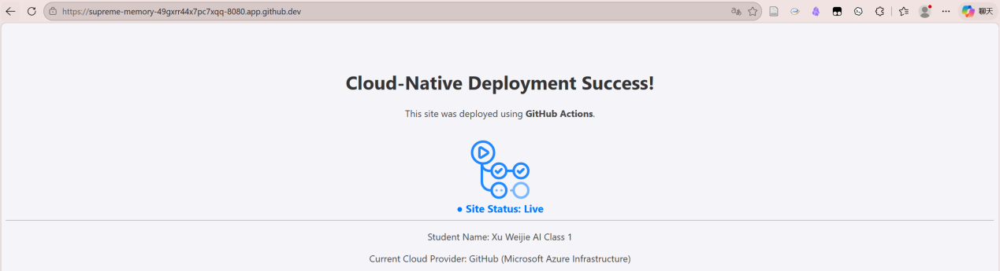 https://supreme-memory-49gxrr44x7pc7xqq-8080.app.github.dev
聊天
Cloud-Native Deployment Success!
This site was deployed using GitHub Actions.
● Site Status: Live
Student Name: Xu Weijie AI Class 1
Current Cloud Provider: GitHub (Microsoft Azure Infrastructure)